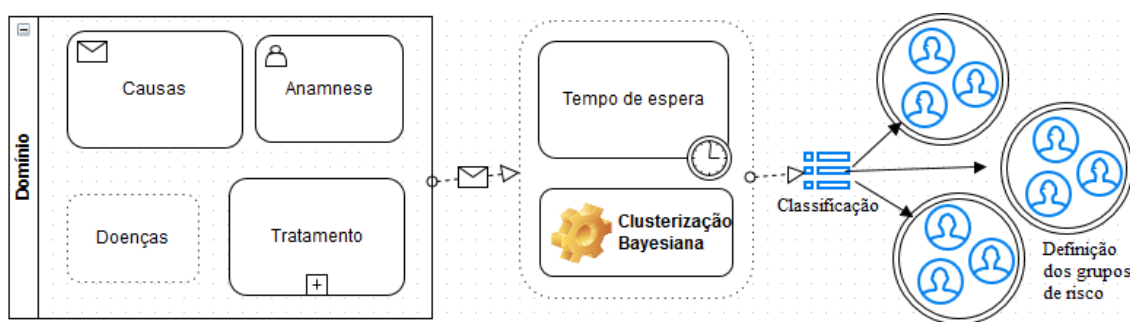 Domínio
Causas
Anamnese
Doenças
Tratamento
Tempo de espera
Clusterização
Bayesiana
Classificação
Definição
dos grupos
de risco